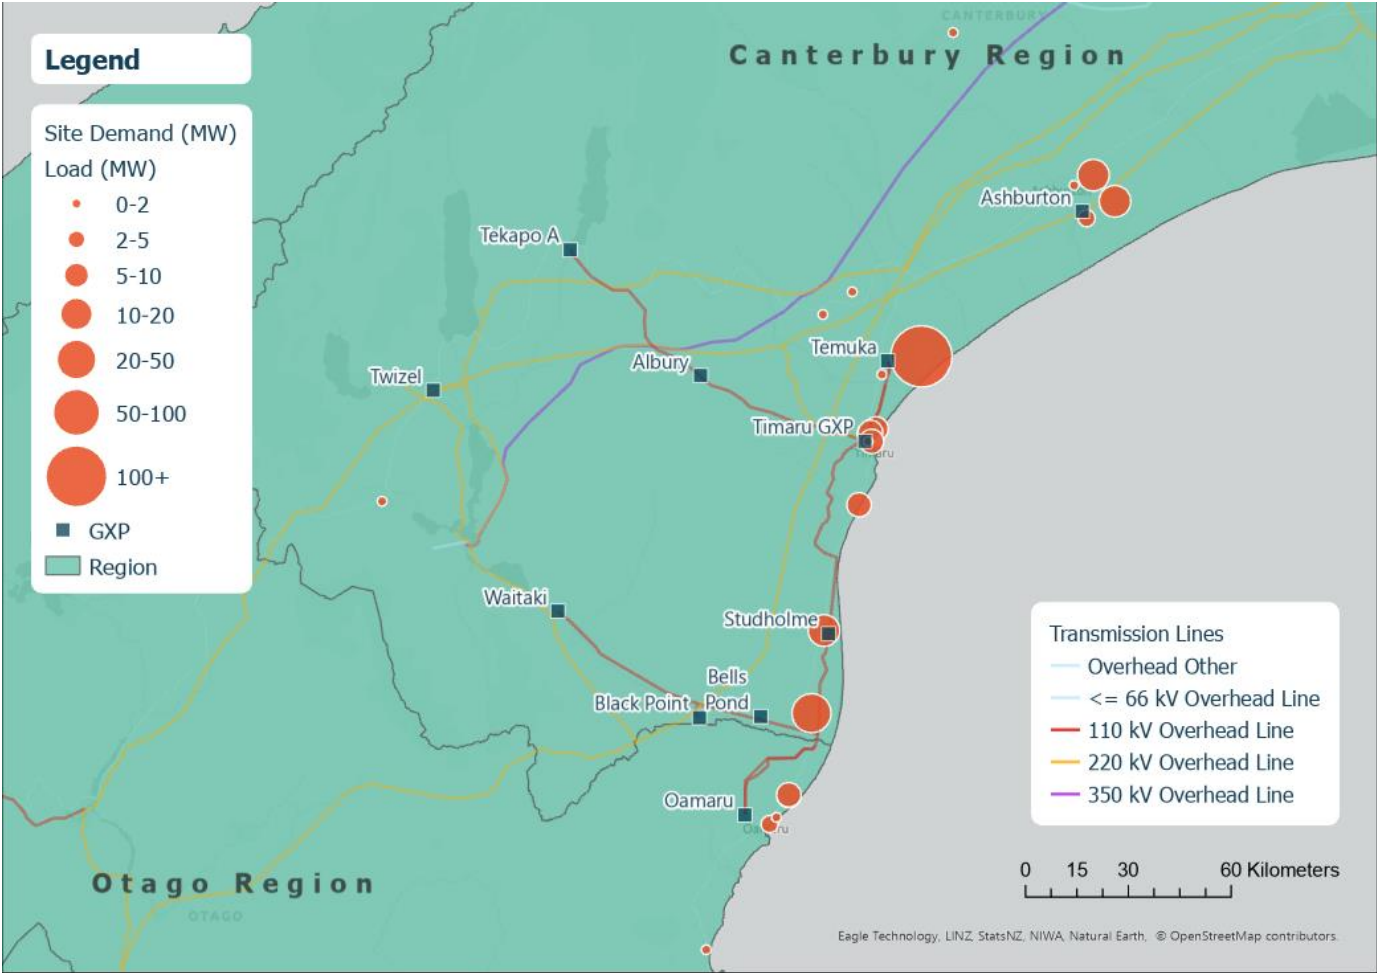 Legend
Site Demand (MW)
Load (MW)
0-2
2-5
5-10
10-20
20-50
50-100
100+
GXP
Region
CANTERBURY
Canterbury Region
Ashburton
Tekapo A
Temuka
Albury
Twizel
Timaru GXP
Timaru
Waitaki
Studholme
Bells
Black Point Pond
Oamaru
Otago Region
OTAGO
Transmission Lines
Overhead Other
<= 66 kV Overhead Line
110 kV Overhead Line
220 kV Overhead Line
350 kV Overhead Line
0 15 30 60 Kilometers
Eagle Technology, LINZ, StatsNZ, NIWA, Natural Earth, © OpenStreetMap contributors.